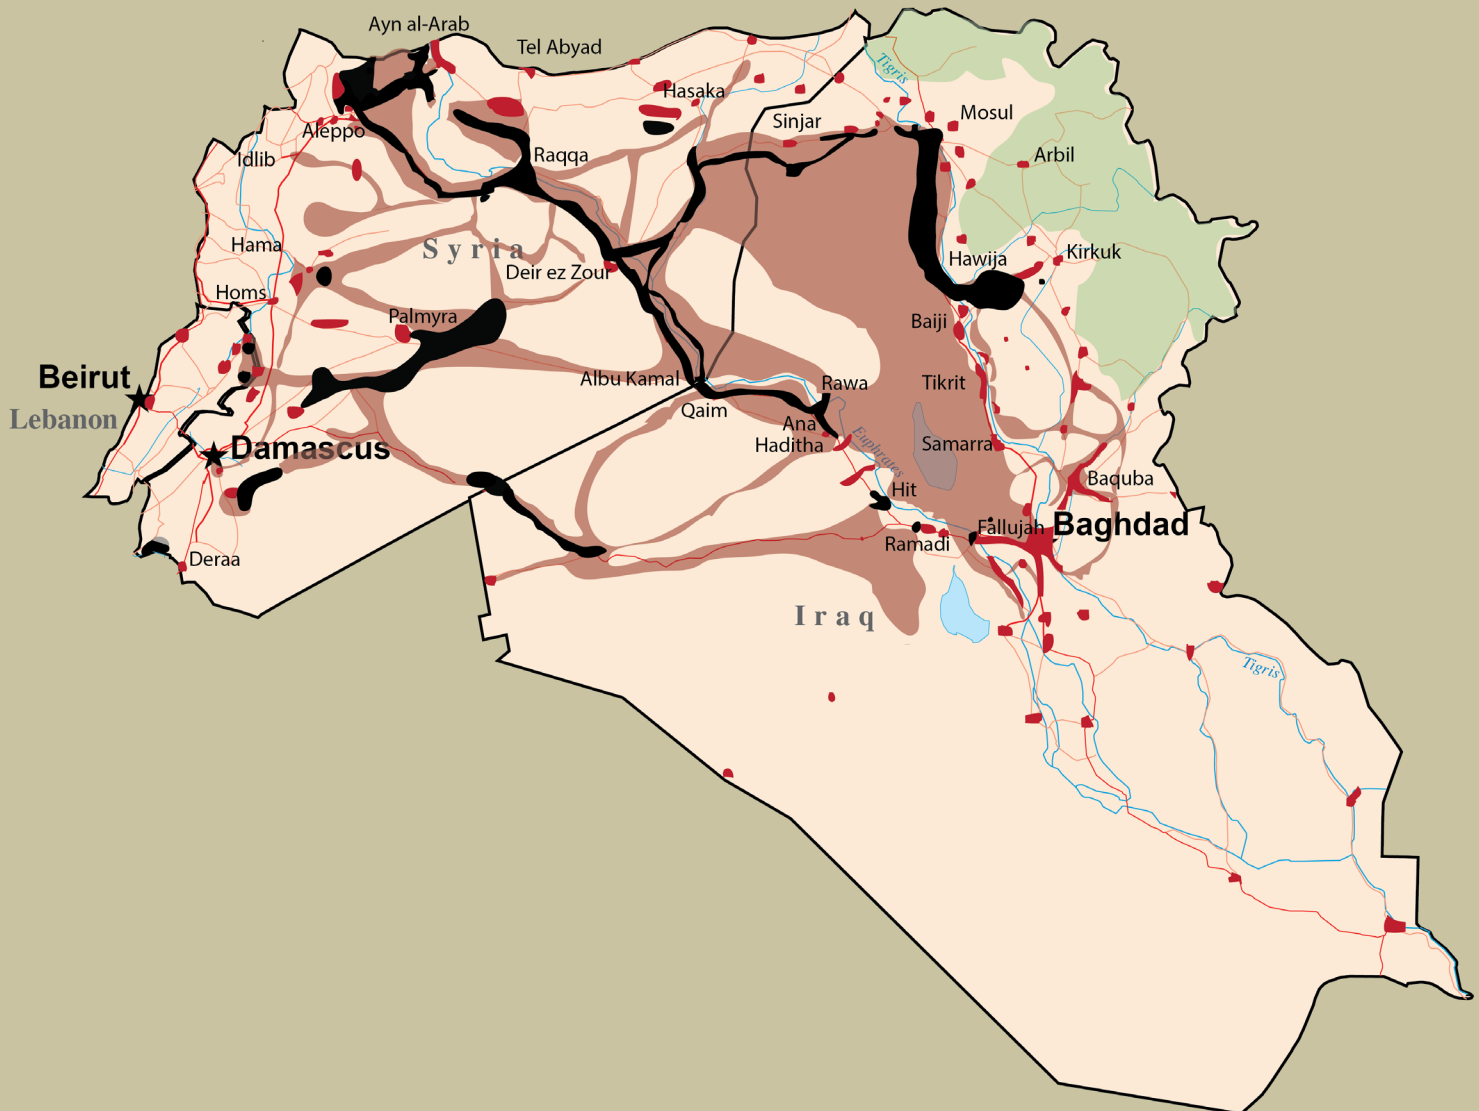 Ayn al-Arab
Tel Abyad
Tigris
Hasaka
Mosul
Sinjar
Aleppo
Idlib
Raqqa
Arbil
Hama
Syria
Kirkuk
Hawija
Deir ez Zour
Homs
Palmyra
Baiji
Beirut
Albu Kamal
Rawa
Tikrit
Qaim
Lebanon
Ana
Haditha
Euphrates
Samarra
Damascus
Baquba
Hit
Fallujah
Baghdad
Ramadi
Deraa
Iraq
Tigris